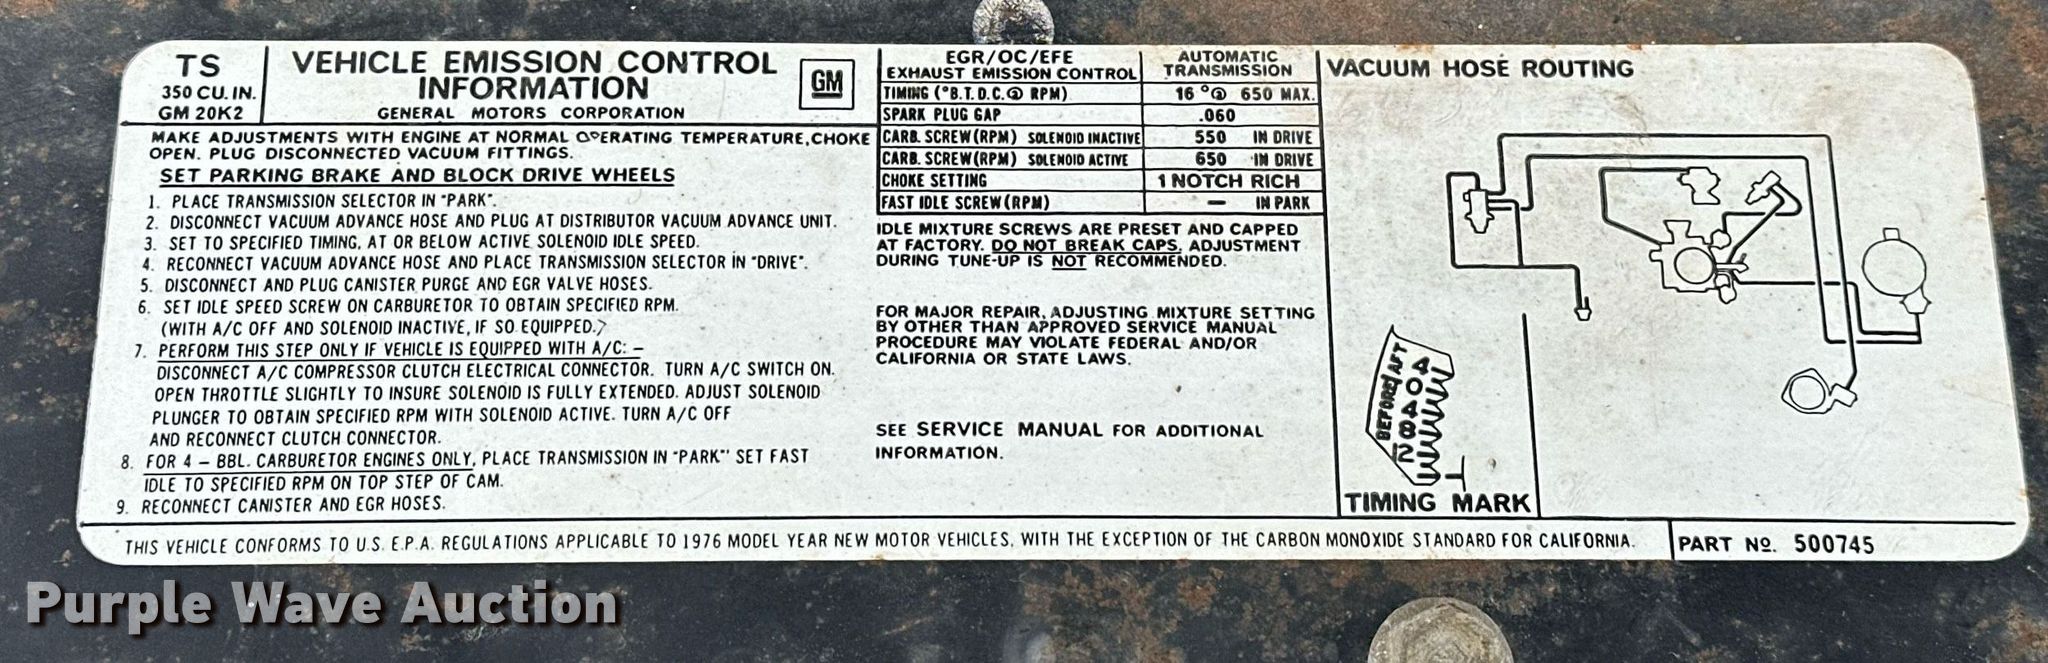 TS
350 CU. IN.
GM 20K2
VEHICLE EMISSION CONTROL
INFORMATION
GENERAL MOTORS CORPORATION
GM
MAKE ADJUSTMENTS WITH ENGINE AT NORMAL OPERATING TEMPERATURE, CHOKE
OPEN. PLUG DISCONNECTED VACUUM FITTINGS.
SET PARKING BRAKE AND BLOCK DRIVE WHEELS
1. PLACE TRANSMISSION SELECTOR IN "PARK".
2. DISCONNECT VACUUM ADVANCE HOSE AND PLUG AT DISTRIBUTOR VACUUM ADVANCE UNIT.
3. SET TO SPECIFIED TIMING, AT OR BELOW ACTIVE SOLENOID IDLE SPEED.
4. RECONNECT VACUUM ADVANCE HOSE AND PLACE TRANSMISSION SELECTOR IN "DRIVE".
5. DISCONNECT AND PLUG CANISTER PURGE AND EGR VALVE HOSES.
6. SET IDLE SPEED SCREW ON CARBURETOR TO OBTAIN SPECIFIED RPM.
(WITH A/C OFF AND SOLENOID INACTIVE, IF SO EQUIPPED.)
7. PERFORM THIS STEP ONLY IF VEHICLE IS EQUIPPED WITH A/C: –
DISCONNECT A/C COMPRESSOR CLUTCH ELECTRICAL CONNECTOR. TURN A/C SWITCH ON.
OPEN THROTTLE SLIGHTLY TO INSURE SOLENOID IS FULLY EXTENDED. ADJUST SOLENOID
PLUNGER TO OBTAIN SPECIFIED RPM WITH SOLENOID ACTIVE. TURN A/C OFF
AND RECONNECT CLUTCH CONNECTOR.
8. FOR 4 – BBL. CARBURETOR ENGINES ONLY, PLACE TRANSMISSION IN "PARK" SET FAST
IDLE TO SPECIFIED RPM ON TOP STEP OF CAM.
9. RECONNECT CANISTER AND EGR HOSES.
EGR/OC/EFE
EXHAUST EMISSION CONTROL
AUTOMATIC
TRANSMISSION
TIMING (°B.T.D.C.@ RPM) 16°@ 650 MAX.
SPARK PLUG GAP .060
CARB. SCREW (RPM) SOLENOID INACTIVE 550 IN DRIVE
CARB. SCREW (RPM) SOLENOID ACTIVE 650 IN DRIVE
CHOKE SETTING 1 NOTCH RICH
FAST IDLE SCREW (RPM) — IN PARK
IDLE MIXTURE SCREWS ARE PRESET AND CAPPED
AT FACTORY. DO NOT BREAK CAPS. ADJUSTMENT
DURING TUNE-UP IS NOT RECOMMENDED.
FOR MAJOR REPAIR, ADJUSTING MIXTURE SETTING
BY OTHER THAN APPROVED SERVICE MANUAL
PROCEDURE MAY VIOLATE FEDERAL AND/OR
CALIFORNIA OR STATE LAWS.
SEE SERVICE MANUAL FOR ADDITIONAL
INFORMATION.
VACUUM HOSE ROUTING
BEFORE AFT
4
0
4
8
12
TIMING MARK
THIS VEHICLE CONFORMS TO U.S. E.P.A. REGULATIONS APPLICABLE TO 1976 MODEL YEAR NEW MOTOR VEHICLES, WITH THE EXCEPTION OF THE CARBON MONOXIDE STANDARD FOR CALIFORNIA.
PART Nº. 500745
Purple Wave Auction